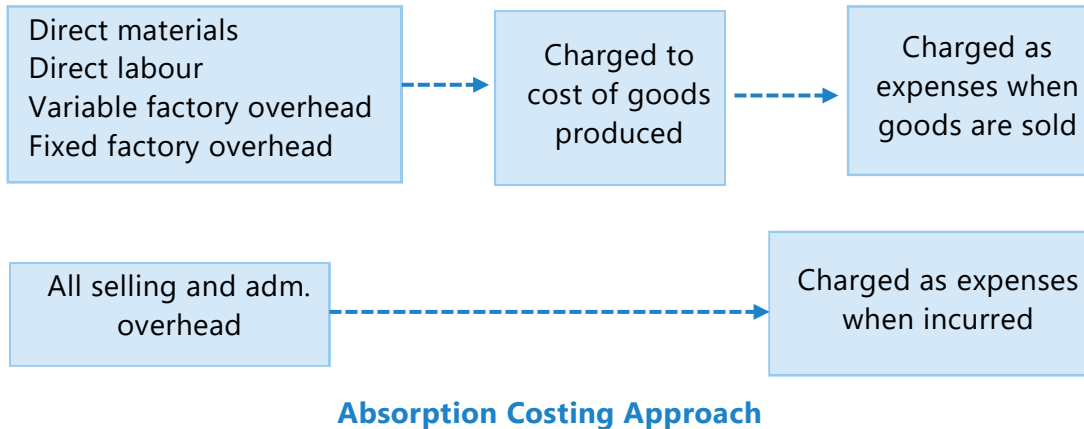 Direct materials
Direct labour
Variable factory overhead
Fixed factory overhead
Charged to
cost of goods
produced
Charged as
expenses when
goods are sold
All selling and adm.
overhead
Charged as expenses
when incurred
Absorption Costing Approach